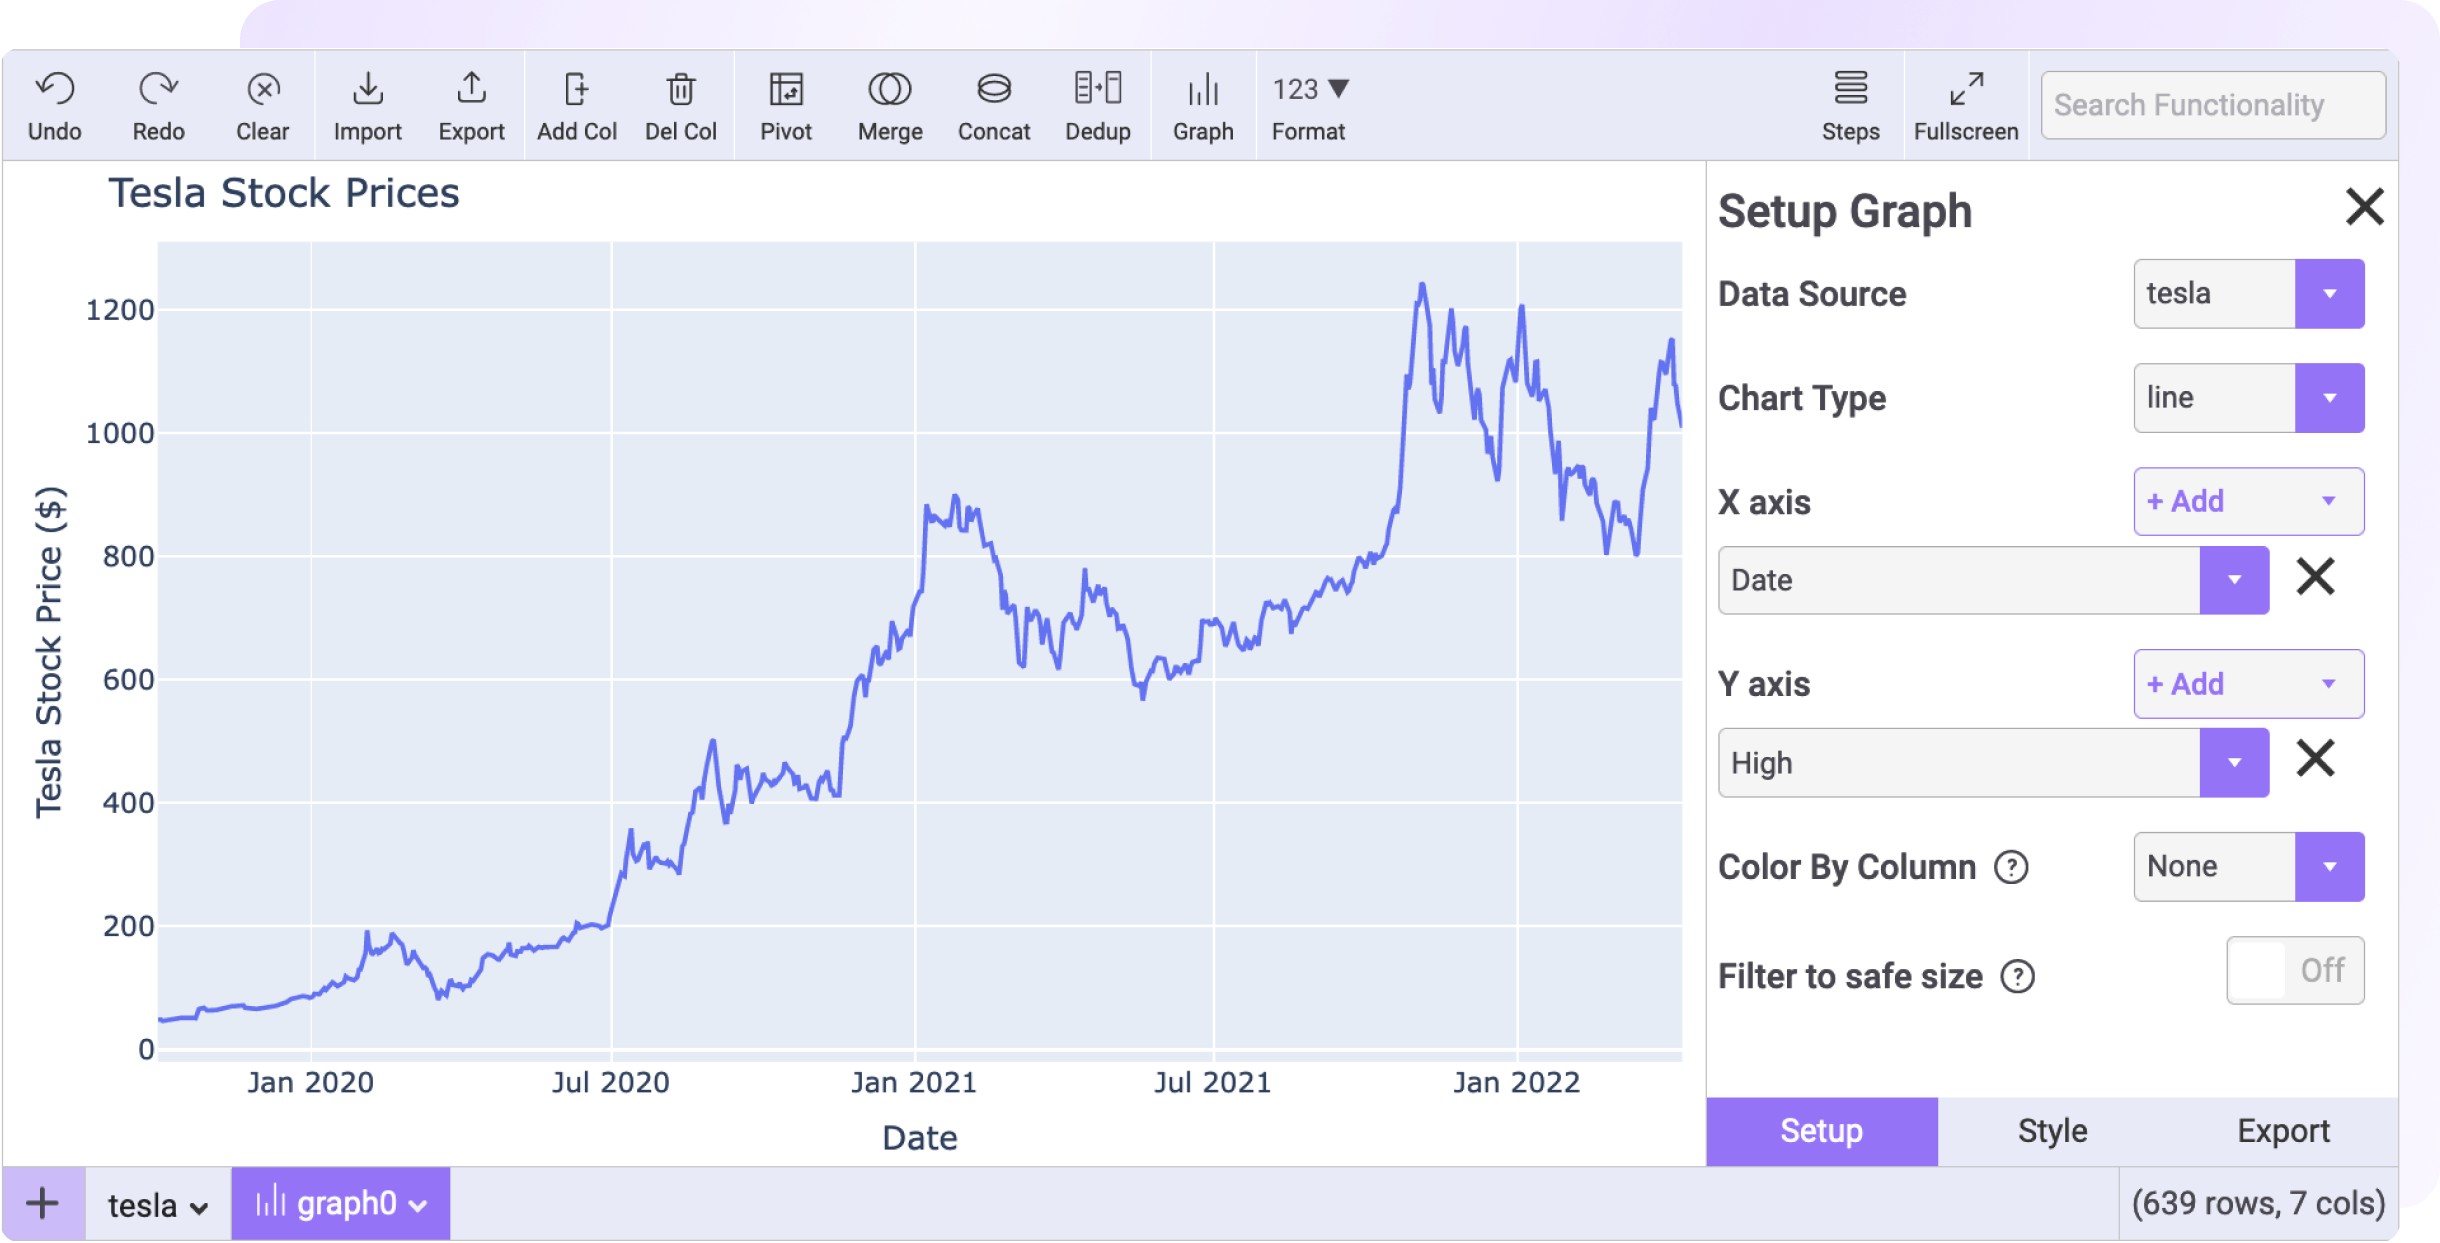 Undo Redo Clear Import Export Add Col Del Col Pivot Merge Concat Dedup Graph 123 ▼ Format Steps Fullscreen Search Functionality
Tesla Stock Prices
Tesla Stock Price ($)
1200
1000
800
600
400
200
0
Jan 2020 Jul 2020 Jan 2021 Jul 2021 Jan 2022
Date
Setup Graph
Data Source tesla
Chart Type line
X axis + Add
Date
Y axis + Add
High
Color By Column ? None
Filter to safe size ? Off
Setup Style Export
+ tesla graph0 (639 rows, 7 cols)